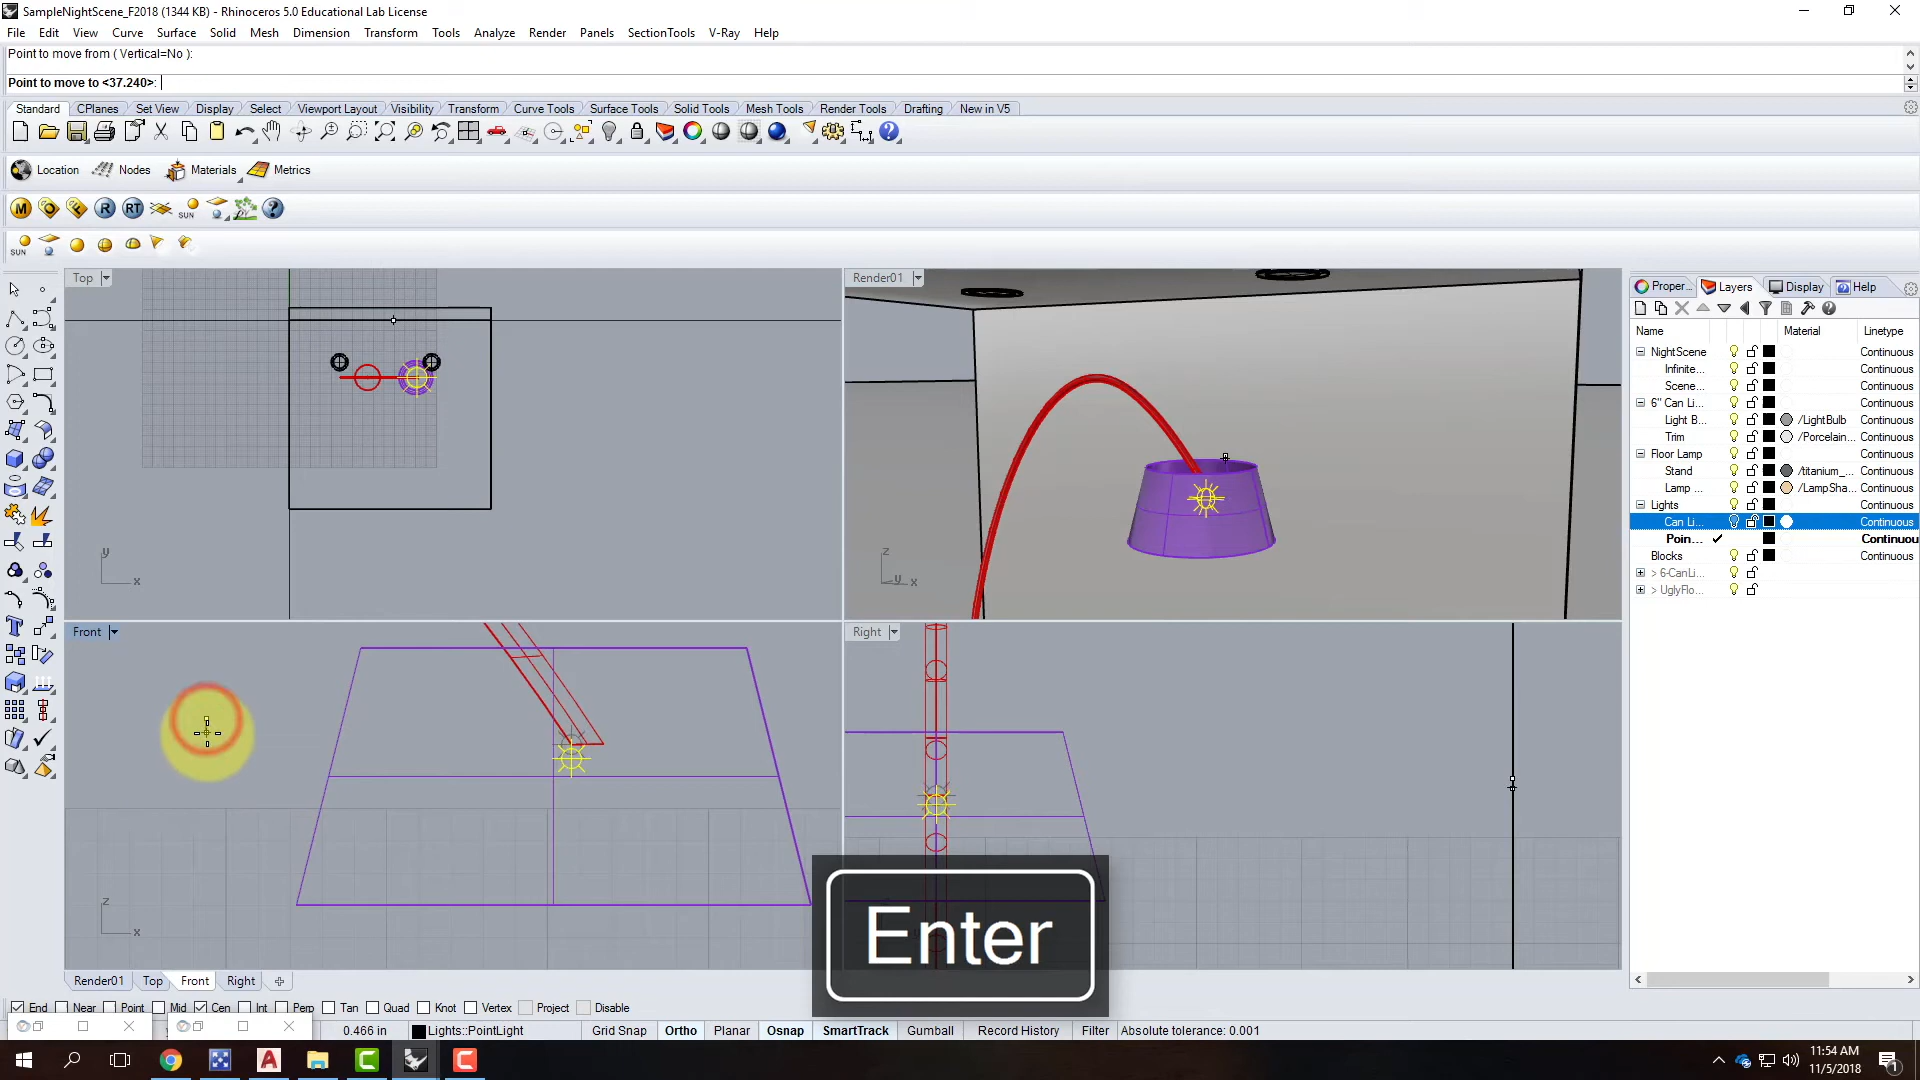 SampleNightScene_F2018 (1344 KB) - Rhinoceros 5.0 Educational Lab License
File Edit View Curve Surface Solid Mesh Dimension Transform Tools Analyze Render Panels SectionTools V-Ray Help
Point to move from ( Vertical=No ):
Point to move to <37.240>:
Standard CPlanes Set View Display Select Viewport Layout Visibility Transform Curve Tools Surface Tools Solid Tools Mesh Tools Render Tools Drafting New in V5
Location Nodes Materials Metrics
M O F R RT SUN
SUN
Top
Render01
Proper... Layers Display Help
Name Material Linetype
NightScene Continuous
Infinite... Continuous
Scene... Continuous
6" Can Li... Continuous
Light B... /LightBulb Continuous
Trim /Porcelain... Continuous
Floor Lamp Continuous
Stand /titanium_... Continuous
Lamp ... /LampSha... Continuous
Lights Continuous
Can Li... Continuous
Poin... Continuou
Blocks Continuous
> 6-CanLi...
> UglyFlo...
y
x
z
y
x
Front
Right
z
x
Enter
Render01 Top Front Right
End Near Point Mid Cen Int Perp Tan Quad Knot Vertex Project Disable
0.466 in Lights::PointLight Grid Snap Ortho Planar Osnap SmartTrack Gumball Record History Filter Absolute tolerance: 0.001
11:54 AM
11/5/2018
1